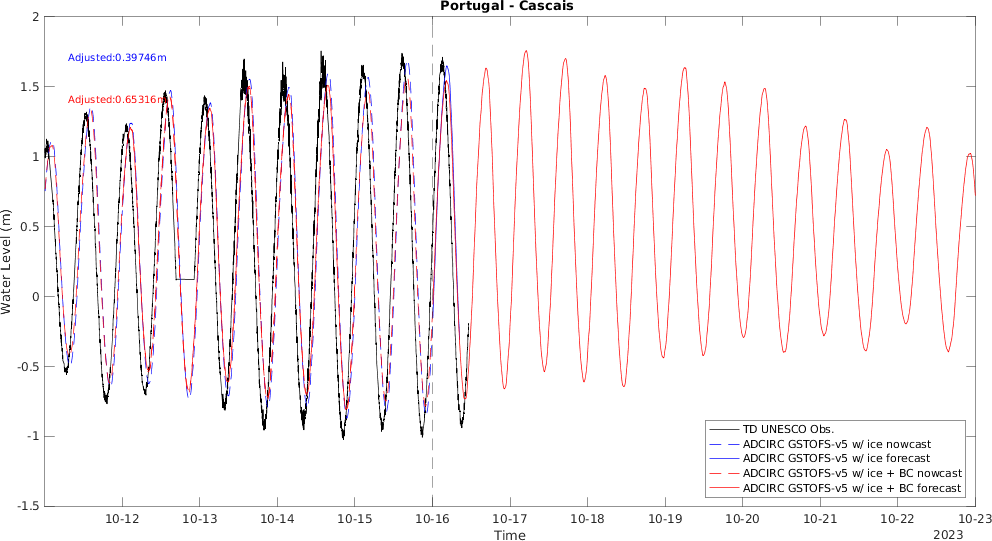 Portugal - Cascais
Adjusted:0.39746m
Adjusted:0.65316m
Water Level (m)
2
1.5
1
0.5
0
-0.5
-1
-1.5
TD UNESCO Obs.
ADCIRC GSTOFS-v5 w/ ice nowcast
ADCIRC GSTOFS-v5 w/ ice forecast
ADCIRC GSTOFS-v5 w/ ice + BC nowcast
ADCIRC GSTOFS-v5 w/ ice + BC forecast
10-12 10-13 10-14 10-15 10-16 10-17 10-18 10-19 10-20 10-21 10-22 10-23
Time
2023